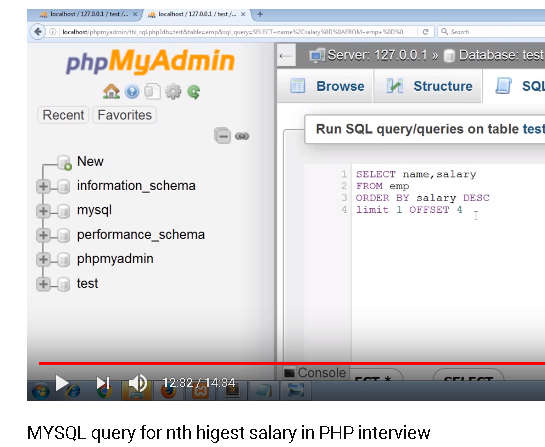 localhost / 127.0.0.1 / test /...
localhost / 127.0.0.1 / test /...
localhost/phpmyadmin/tbl_sql.php?db=test&table=emp&sql_query=SELECT+name%2Csalary%0D%0AFROM+emp+%0D%0
Search
phpMyAdmin
Server: 127.0.0.1 » Database: test
Browse
Structure
SQL
Recent
Favorites
Run SQL query/queries on table test
New
information_schema
mysql
performance_schema
phpmyadmin
test
1 SELECT name,salary
2 FROM emp
3 ORDER BY salary DESC
4 limit 1 OFFSET 4
Console
12:32 / 14:34
MYSQL query for nth higest salary in PHP interview